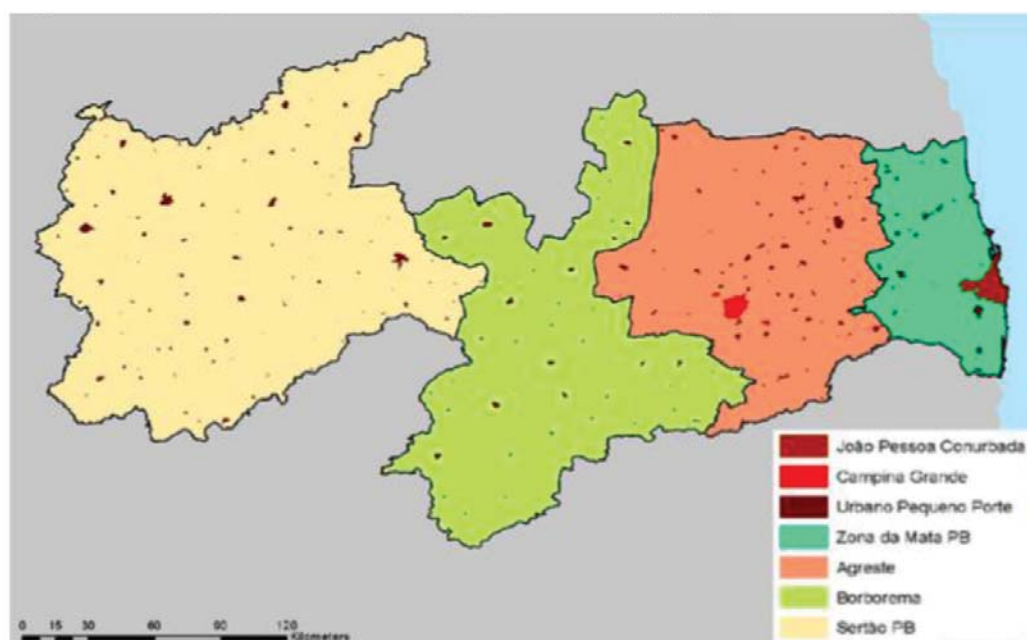 João Pessoa Conurbada
Campina Grande
Urbano Pequeno Porte
Zona da Mata PB
Agreste
Borborema
Sertão PB
0 15 30 60 90 120
Kilometers